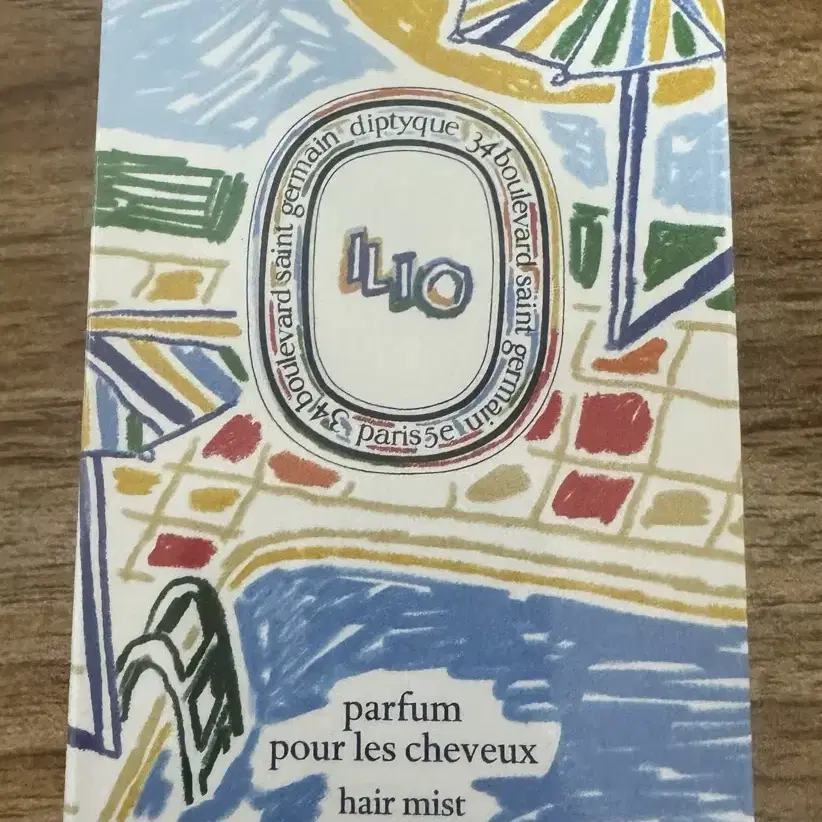 diptyque 34 boulevard saint germain paris 5e 34 boulevard saint germain
ILIO
parfum
pour les cheveux
hair mist